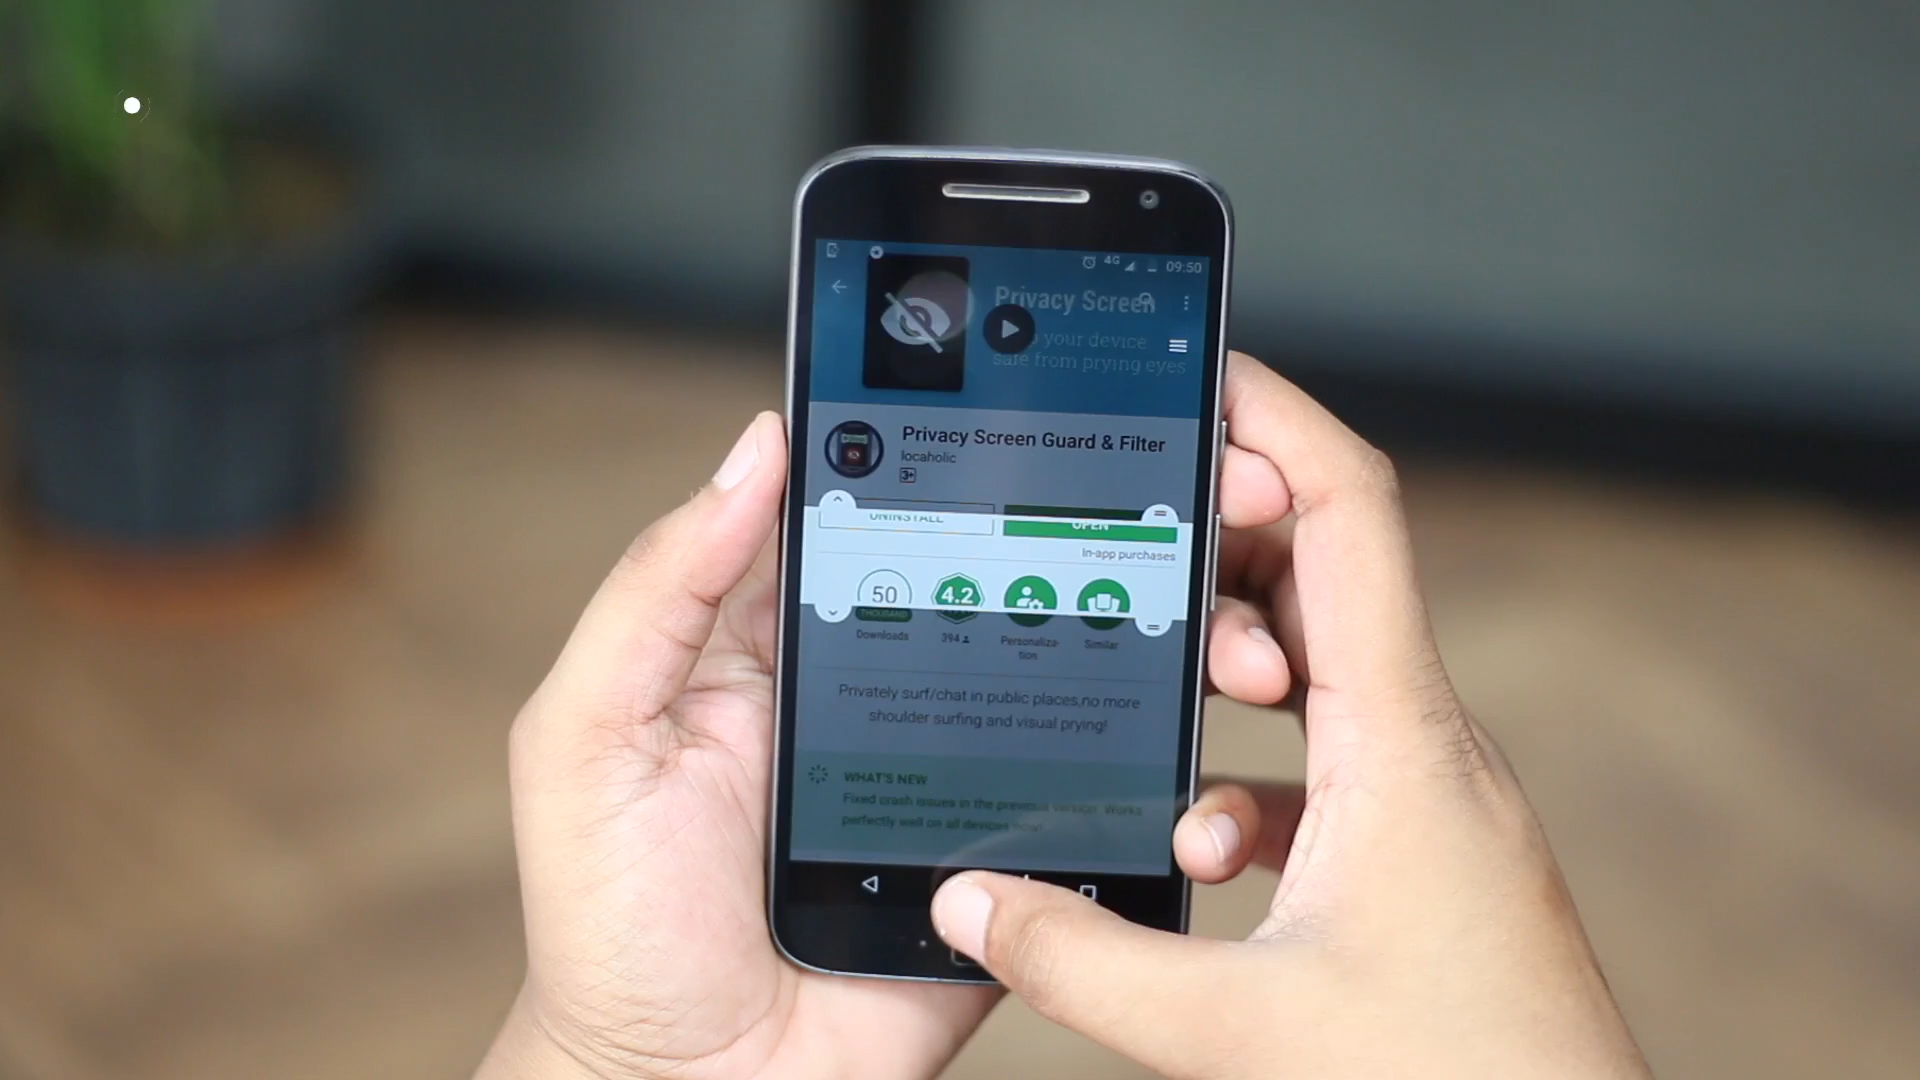 4G 09:50
Privacy Screen
your device
safe from prying eyes
Privacy Screen Guard & Filter
locaholic
3+
UNINSTALL
OPEN
In-app purchases
50
4.2
THOUSAND
Downloads
394
Personaliza-
tion
Similar
Privately surf/chat in public places,no more
shoulder surfing and visual prying!
WHAT'S NEW
Fixed crash issues in the previous version. Works
perfectly well on all devices now!